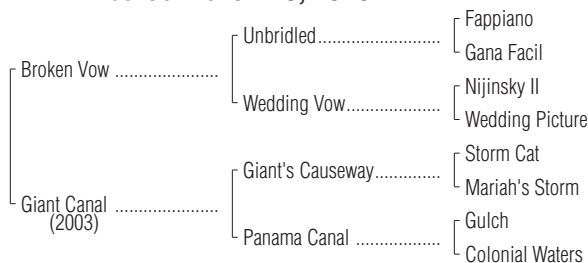 Fappiano
Unbridled
Gana Facil
Broken Vow
Nijinsky II
Wedding Vow
Wedding Picture
Storm Cat
Giant's Causeway
Mariah's Storm
Giant Canal
(2003)
Gulch
Panama Canal
Colonial Waters